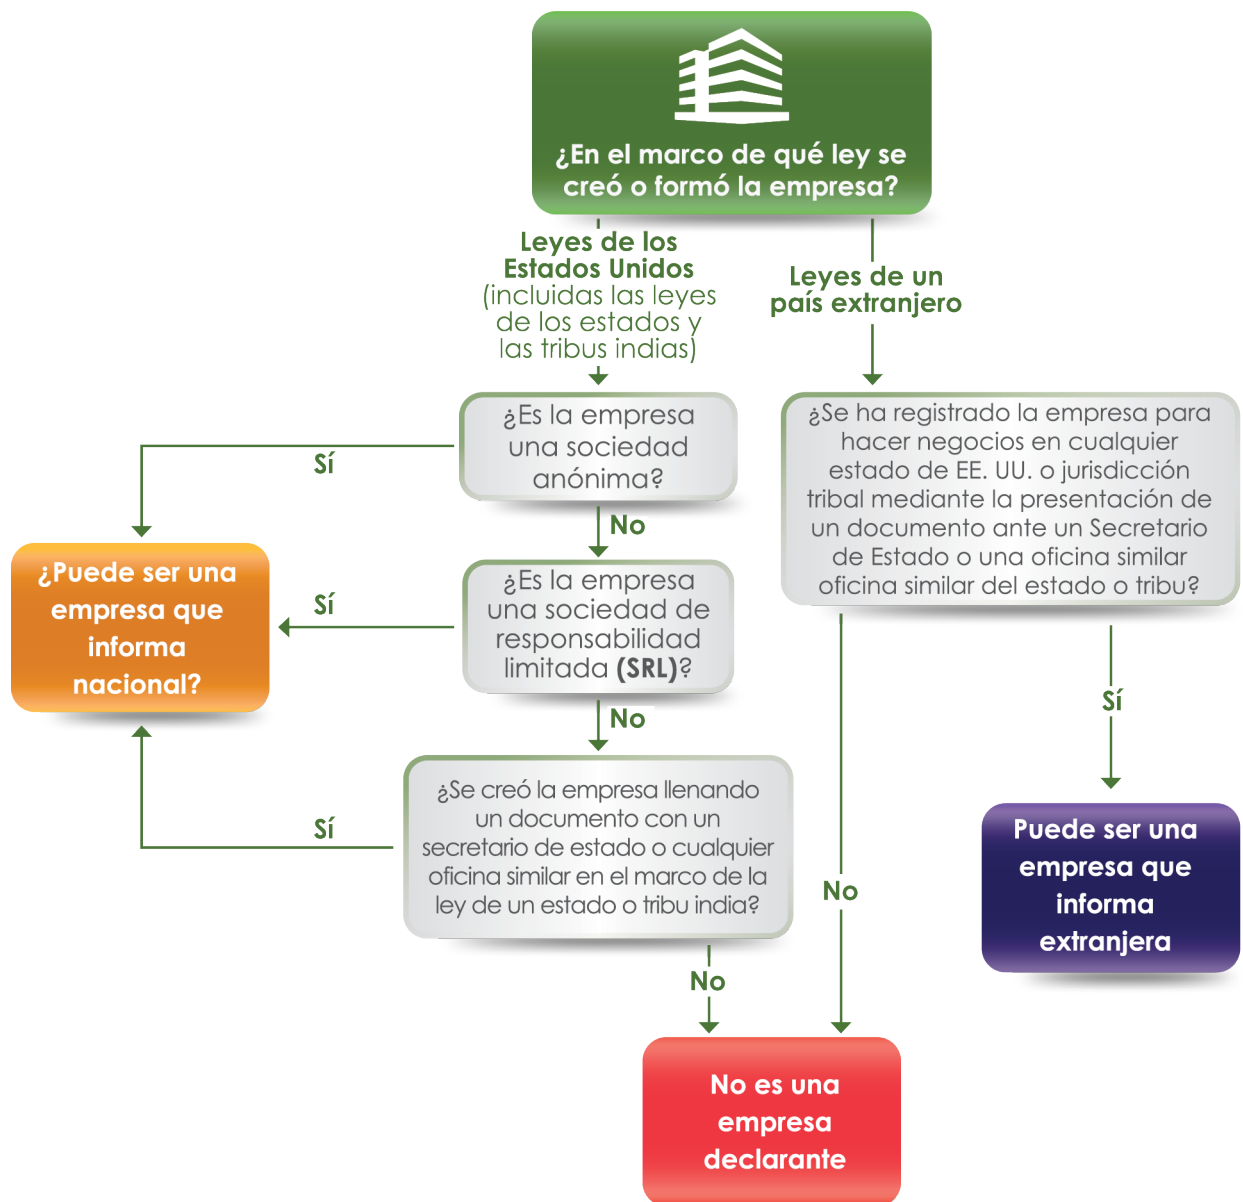 ¿En el marco de qué ley se
creó o formó la empresa?
Leyes de los
Estados Unidos
(incluidas las leyes
de los estados y
las tribus indias)
Leyes de un
país extranjero
¿Es la empresa
una sociedad
anónima?
Sí
No
¿Se ha registrado la empresa para
hacer negocios en cualquier
estado de EE. UU. o jurisdicción
tribal mediante la presentación de
un documento ante un Secretario
de Estado o una oficina similar
oficina similar del estado o tribu?
¿Puede ser una
empresa que
informa
nacional?
Sí
¿Es la empresa
una sociedad de
responsabilidad
limitada (SRL)?
No
Sí
¿Se creó la empresa llenando
un documento con un
secretario de estado o cualquier
oficina similar en el marco de la
ley de un estado o tribu india?
Sí
No
Puede ser una
empresa que
informa
extranjera
No
No es una
empresa
declarante